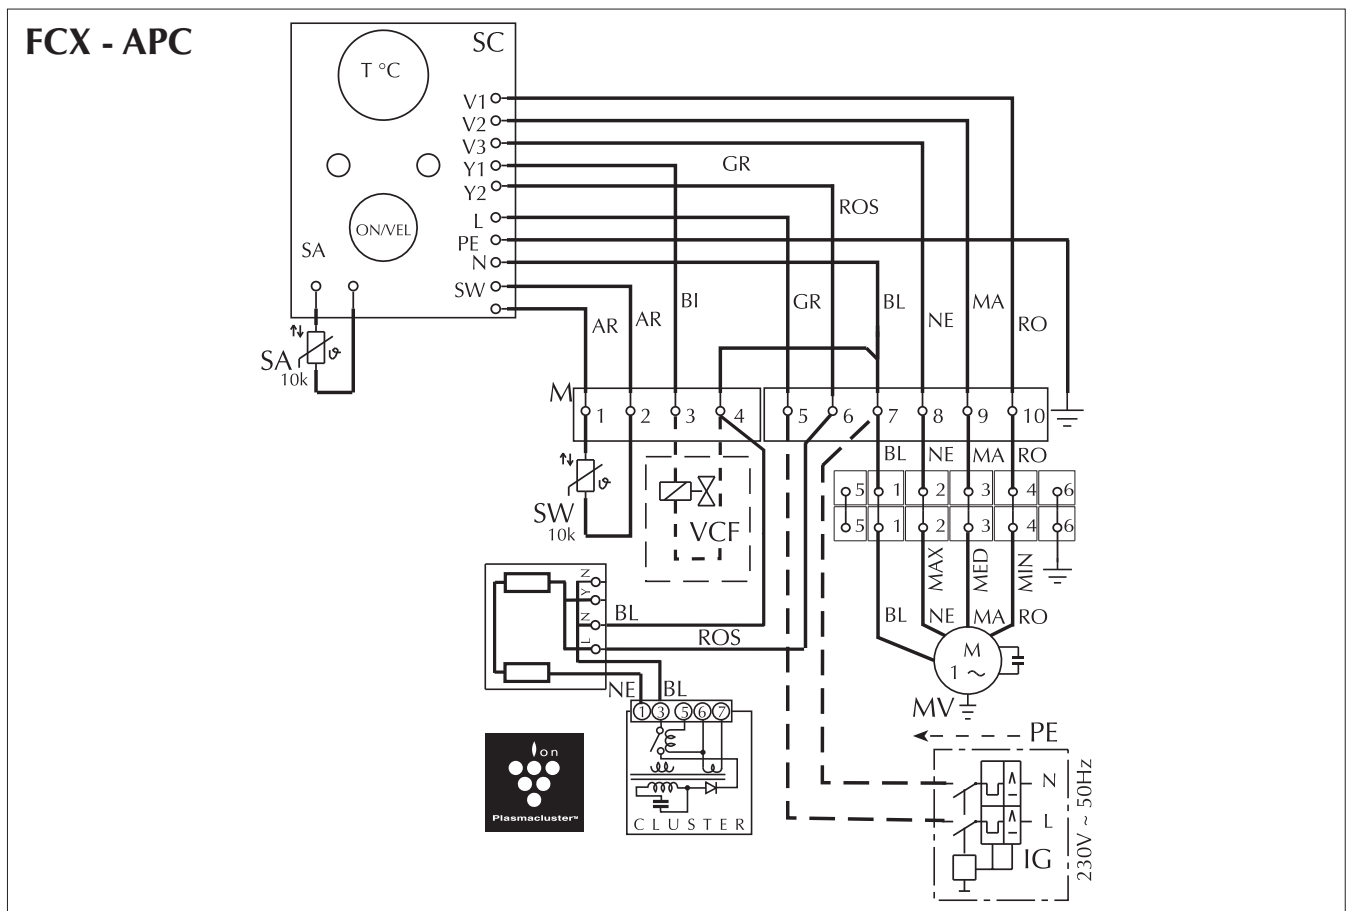 FCX - APC
SC
T °C
V1
V2
V3
Y1
GR
Y2
ROS
L
ON/VEL
PE
SA
N
SW
BI
GR
BL
MA
NE
RO
AR
AR
SA
10k
M
1
2
3
4
5
6
7
8
9
10
BL
NE
MA
RO
5
1
2
3
4
6
5
1
2
3
4
6
SW
10k
VCF
MAX
MED
MIN
N
Y
N
L
BL
ROS
BL
NE
MA
RO
M
1 ~
MV
NE
BL
1
3
5
6
7
PE
ion
Plasmacluster™
CLUSTER
N
L
IG
230V ~ 50Hz